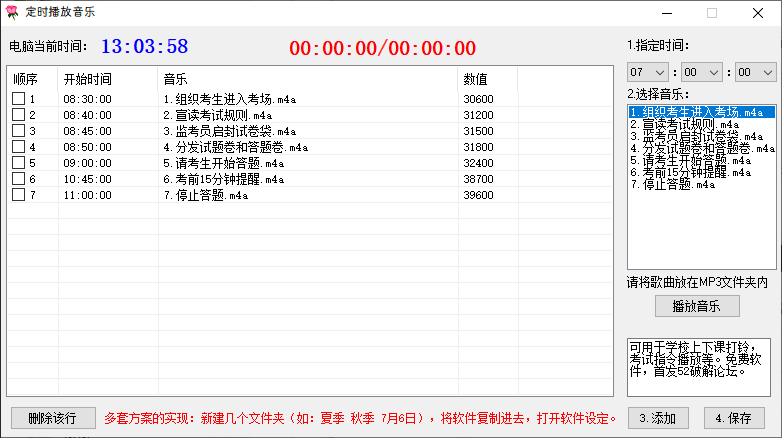 定时播放音乐
电脑当前时间: 13:03:58 00:00:00/00:00:00
顺序 开始时间 音乐 数值
1 08:30:00 1.组织考生进入考场.m4a 30600
2 08:40:00 2.宣读考试规则.m4a 31200
3 08:45:00 3.监考员启封试卷袋.m4a 31500
4 08:50:00 4.分发试题卷和答题卷.m4a 31800
5 09:00:00 5.请考生开始答题.m4a 32400
6 10:45:00 6.考前15分钟提醒.m4a 38700
7 11:00:00 7.停止答题.m4a 39600
1.指定时间:
07 : 00 : 00
2.选择音乐:
1.组织考生进入考场.m4a
2.宣读考试规则.m4a
3.监考员启封试卷袋.m4a
4.分发试题卷和答题卷.m4a
5.请考生开始答题.m4a
6.考前15分钟提醒.m4a
7.停止答题.m4a
请将歌曲放在MP3文件夹内
播放音乐
可用于学校上下课打铃，
考试指令播放等。免费软
件，首发52破解论坛。
删除该行 多套方案的实现：新建几个文件夹（如：夏季 秋季 7月6日），将软件复制进去，打开软件设定。 3.添加 4.保存